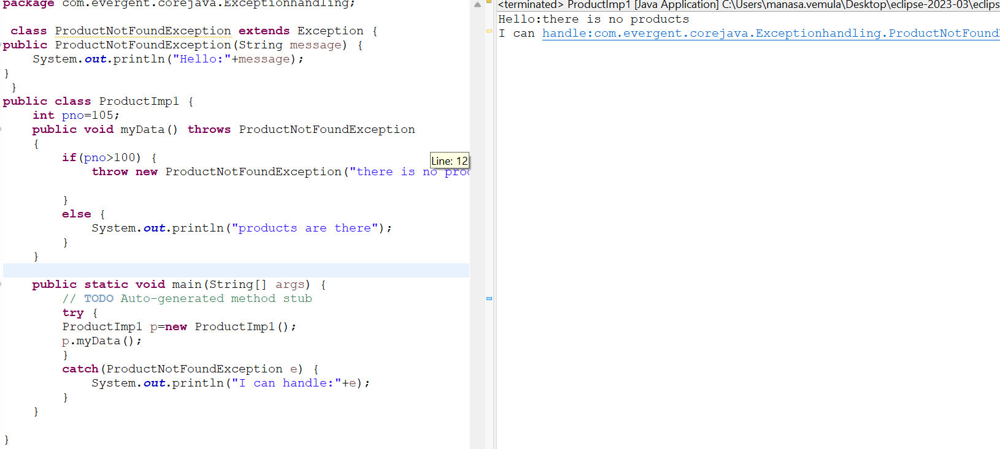 package com.evergent.corejava.Exceptionhandling;
class ProductNotFoundException extends Exception {
public ProductNotFoundException(String message) {
System.out.println("Hello:"+message);
}
}
public class ProductImp1 {
int pno=105;
public void myData() throws ProductNotFoundException
{
if(pno>100) {
throw new ProductNotFoundException("there is no proc
}
else {
System.out.println("products are there");
}
}
public static void main(String[] args) {
// TODO Auto-generated method stub
try {
ProductImp1 p=new ProductImp1();
p.myData();
}
catch(ProductNotFoundException e) {
System.out.println("I can handle:"+e);
}
}
}
Line: 12
<terminated> ProductImp1 [Java Application] C:\Users\manasa.vemula\Desktop\eclipse-2023-03\eclips
Hello:there is no products
I can handle:com.evergent.corejava.Exceptionhandling.ProductNotFound